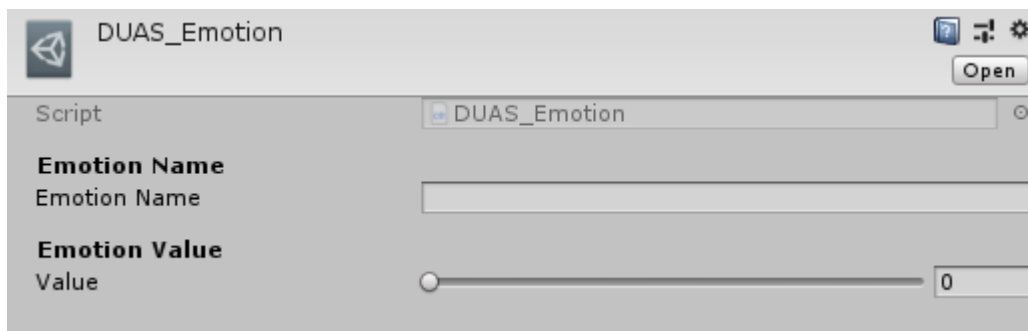 DUAS_Emotion
Open
Script DUAS_Emotion
Emotion Name
Emotion Name
Emotion Value
Value 0